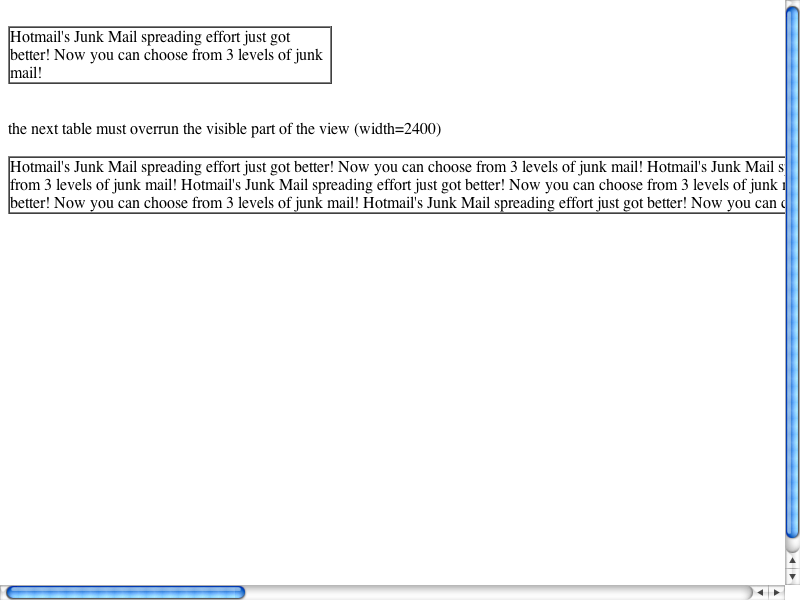 Hotmail's Junk Mail spreading effort just got
better! Now you can choose from 3 levels of junk
mail!
the next table must overrun the visible part of the view (width=2400)
Hotmail's Junk Mail spreading effort just got better! Now you can choose from 3 levels of junk mail! Hotmail's Junk Mail
from 3 levels of junk mail! Hotmail's Junk Mail spreading effort just got better! Now you can choose from 3 levels of junk
better! Now you can choose from 3 levels of junk mail! Hotmail's Junk Mail spreading effort just got better! Now you can